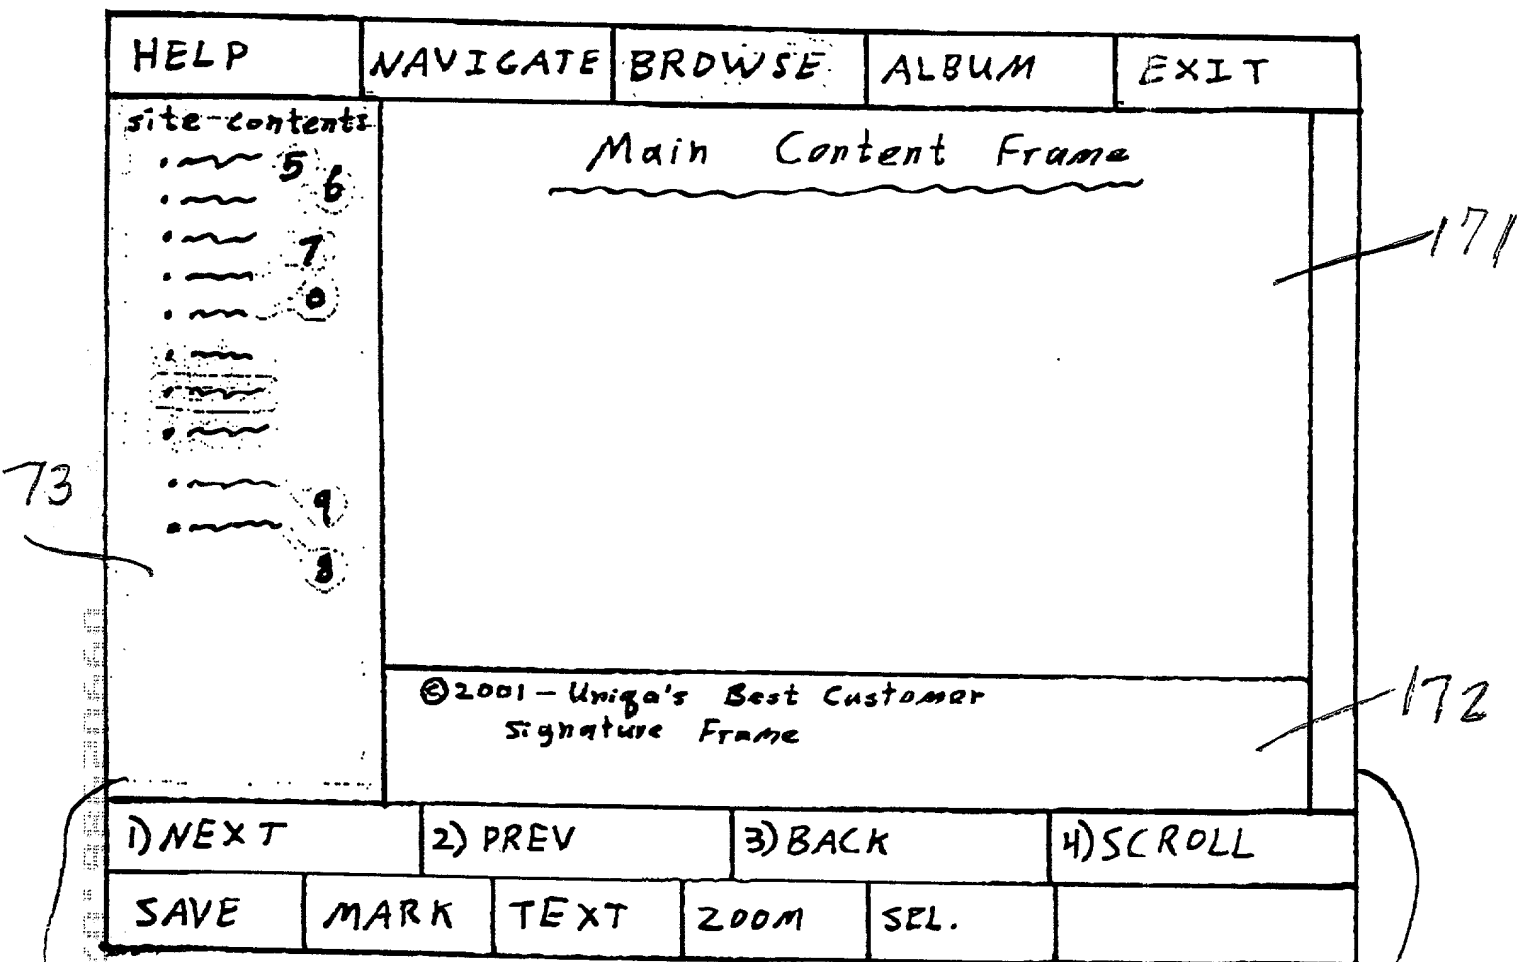 HELP NAVIGATE BROWSE ALBUM EXIT
site-contents
Main Content Frame
5
6
7
0
9
8
171
73
172
©2001 - Uniqa's Best Customer
Signature Frame
1) NEXT 2) PREV 3) BACK 4) SCROLL
SAVE MARK TEXT ZOOM SEL.